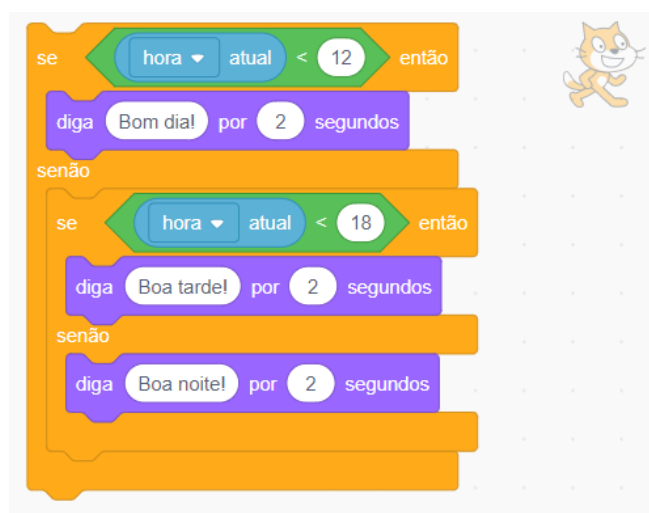 se hora atual < 12 então
diga Bom dia! por 2 segundos
senão
se hora atual < 18 então
diga Boa tarde! por 2 segundos
senão
diga Boa noite! por 2 segundos